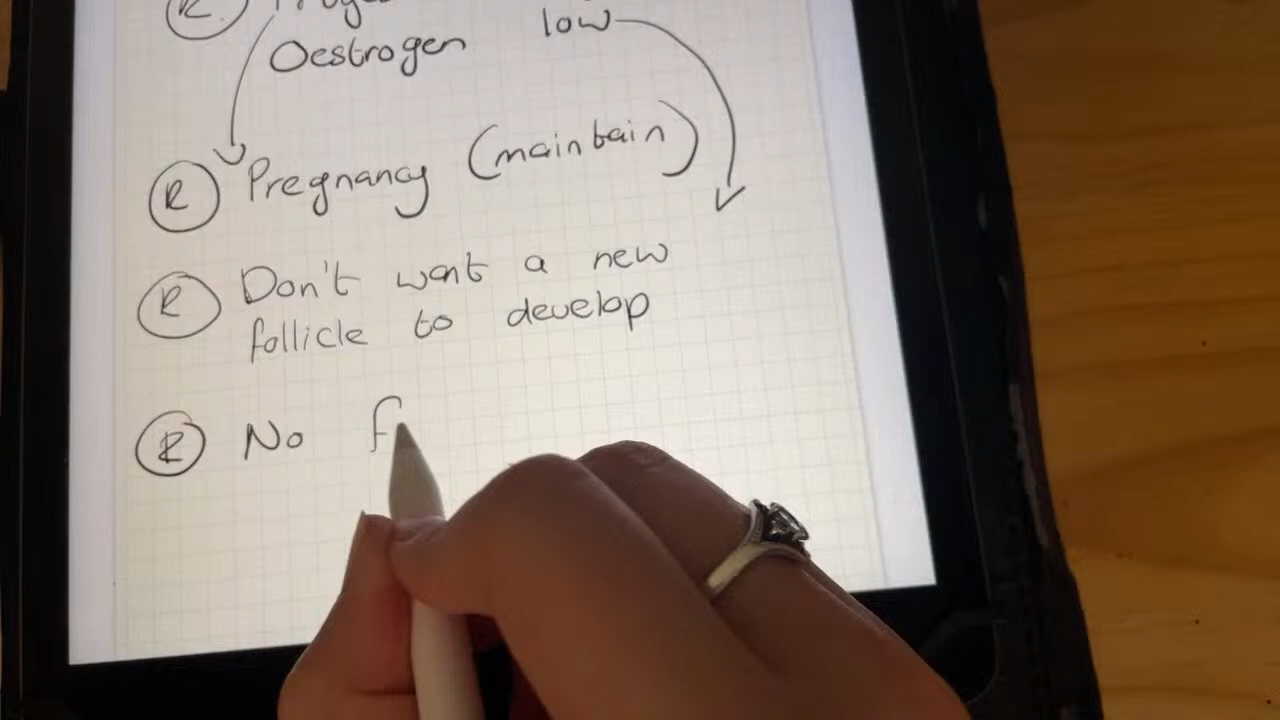 R
Oestrogen low
R Pregnancy (maintain)
R Don't want a new
follicle to develop
R No f